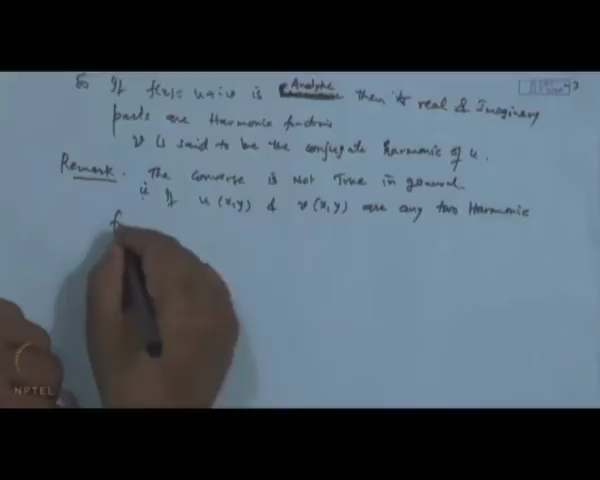 So If f(z) = u+iv is Analytic then its real & Imaginary
parts are Harmonic functions
v is said to be the conjugate Harmonic of u.
Remark. The Converse is Not True in general.
ie If u(x,y) & v(x,y) are any two Harmonic
f
NPTEL